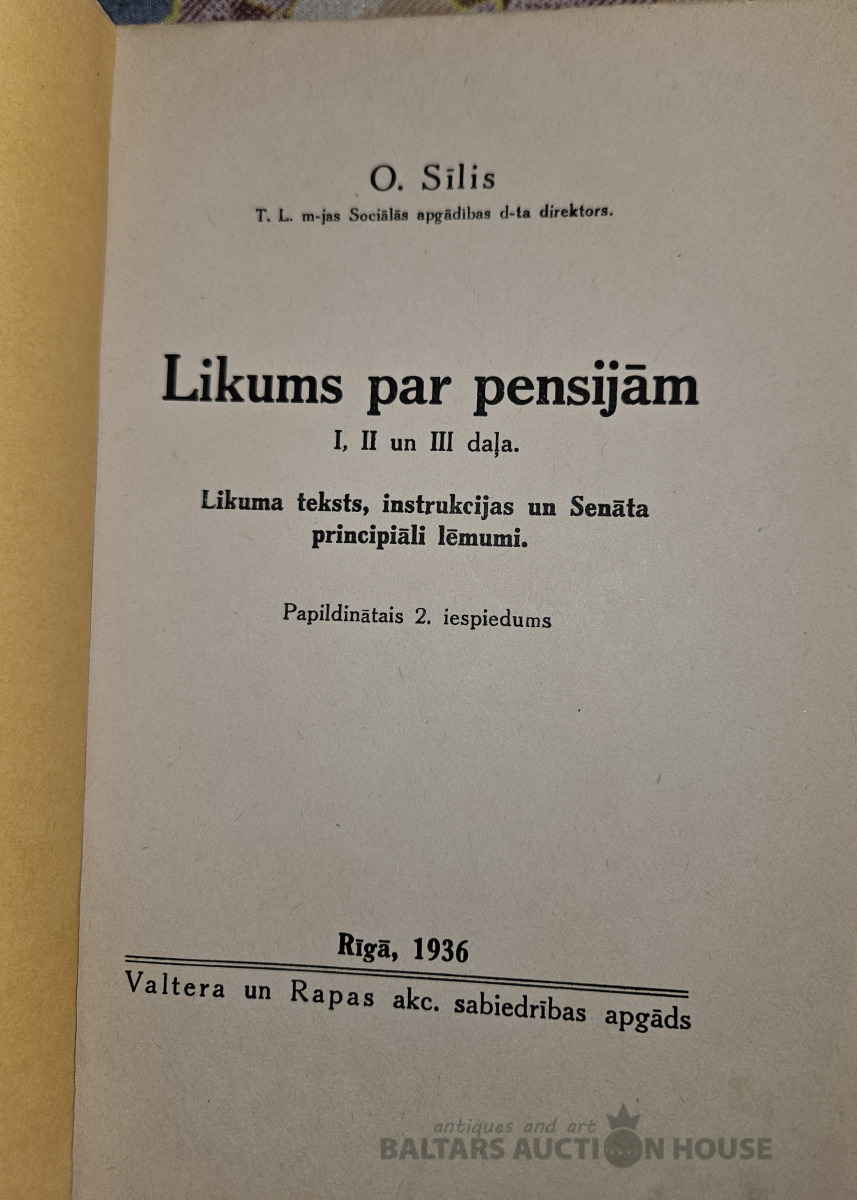 O. Sīlis
T. L. m-jas Sociālās apgādības d-ta direktors.
Likums par pensijām
I, II un III daļa.
Likuma teksts, instrukcijas un Senāta
principiāli lēmumi.
Papildinātais 2. iespiedums
Rīgā, 1936
Valtera un Rapas akc. sabiedrības apgāds
antiques and art
BALTARS AUCTION HOUSE